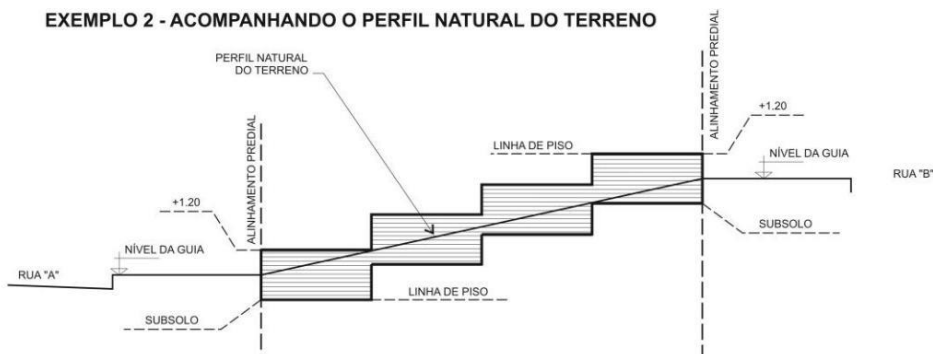 EXEMPLO 2 - ACOMPANHANDO O PERFIL NATURAL DO TERRENO
PERFIL NATURAL
DO TERRENO
ALINHAMENTO PREDIAL
+1.20
LINHA DE PISO
NÍVEL DA GUIA
RUA "B"
ALINHAMENTO PREDIAL
+1.20
SUBSOLO
NÍVEL DA GUIA
RUA "A"
LINHA DE PISO
SUBSOLO